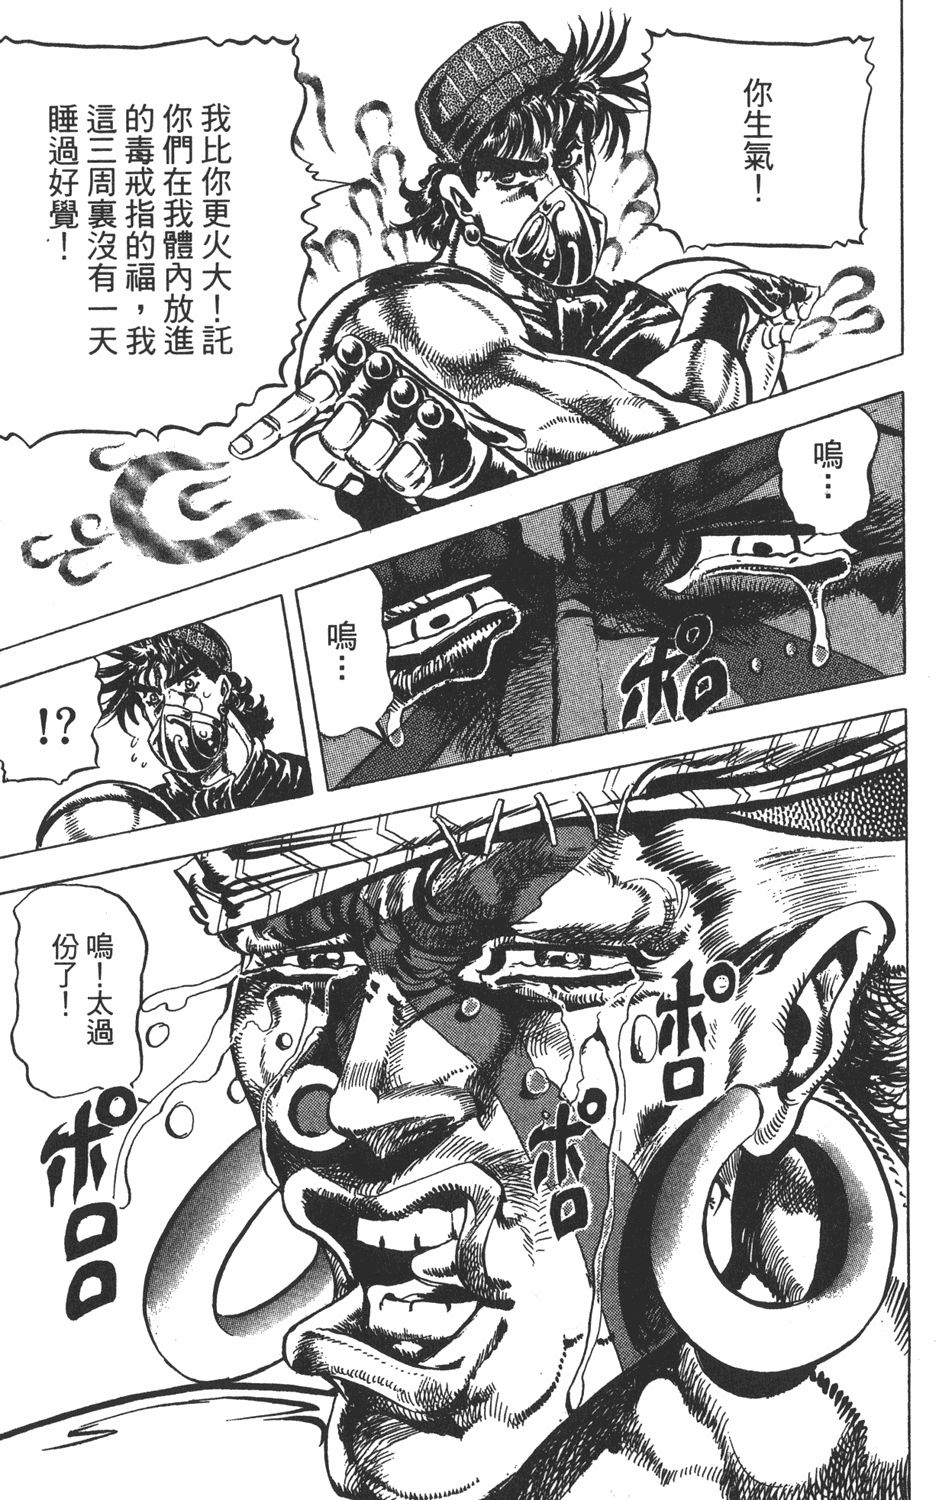 你生氣！
我比你更火大！託
你們在我體內放進
的毒戒指的福，我
這三周裏沒有一天
睡過好覺！
嗚…
ポロ
嗚…
!?
ポロ
ポロ
嗚！太過
份了！
ポロロ